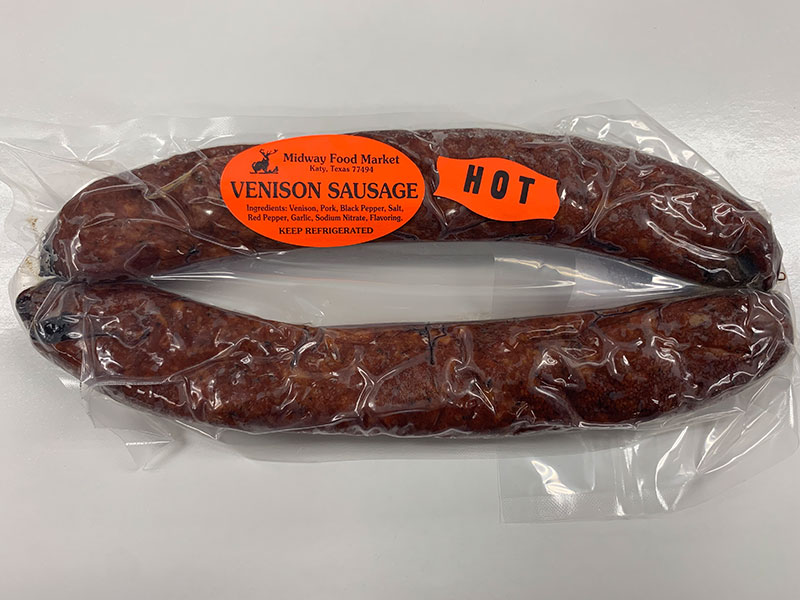 Midway Food Market
Katy, Texas 77494
VENISON SAUSAGE
Ingredients: Venison, Pork, Black Pepper, Salt,
Red Pepper, Garlic, Sodium Nitrate, Flavoring.
KEEP REFRIGERATED
HOT